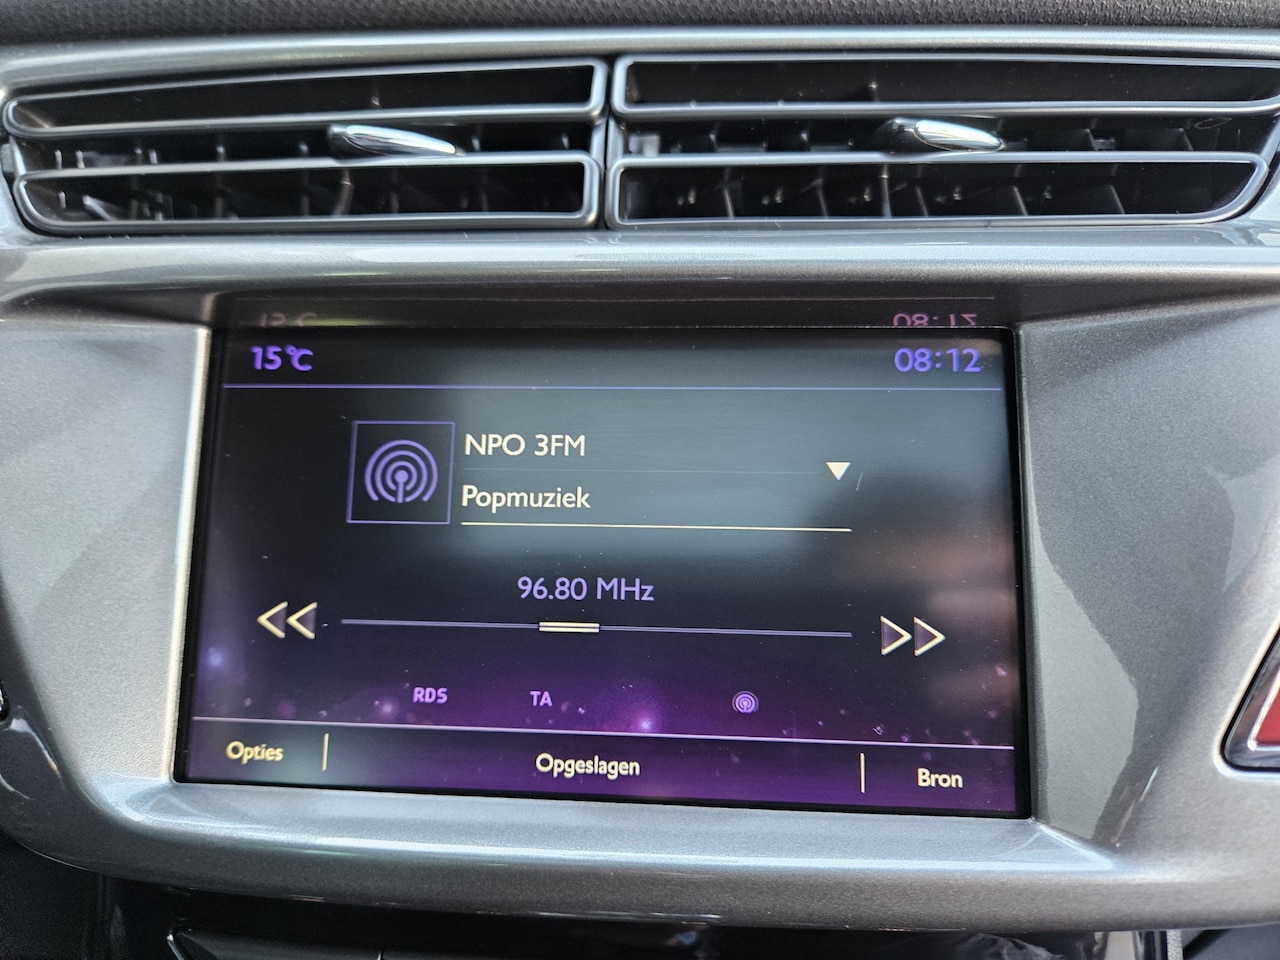 15°C 08:12
NPO 3FM
Popmuziek
96.80 MHz
RDS TA
Opties Opgeslagen Bron